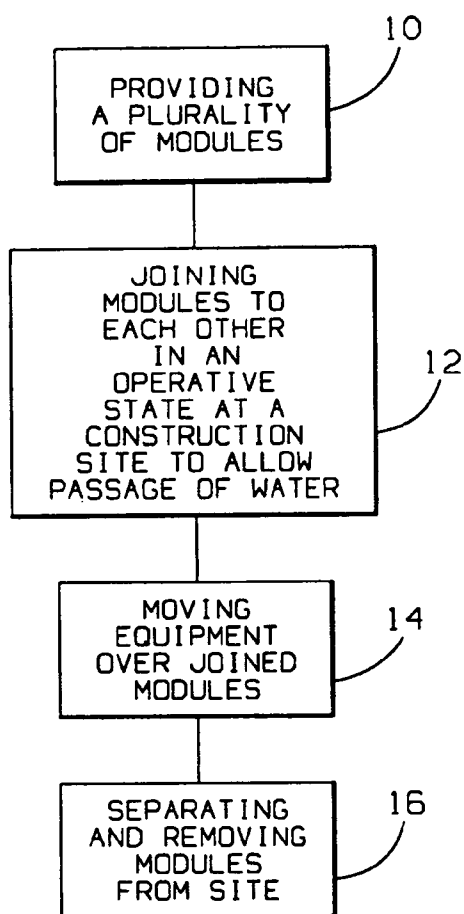 10
PROVIDING
A PLURALITY
OF MODULES
JOINING
MODULES TO
EACH OTHER
IN AN
OPERATIVE
STATE AT A
CONSTRUCTION
SITE TO ALLOW
PASSAGE OF WATER
12
MOVING
EQUIPMENT
OVER JOINED
MODULES
14
SEPARATING
AND REMOVING
MODULES
FROM SITE
16